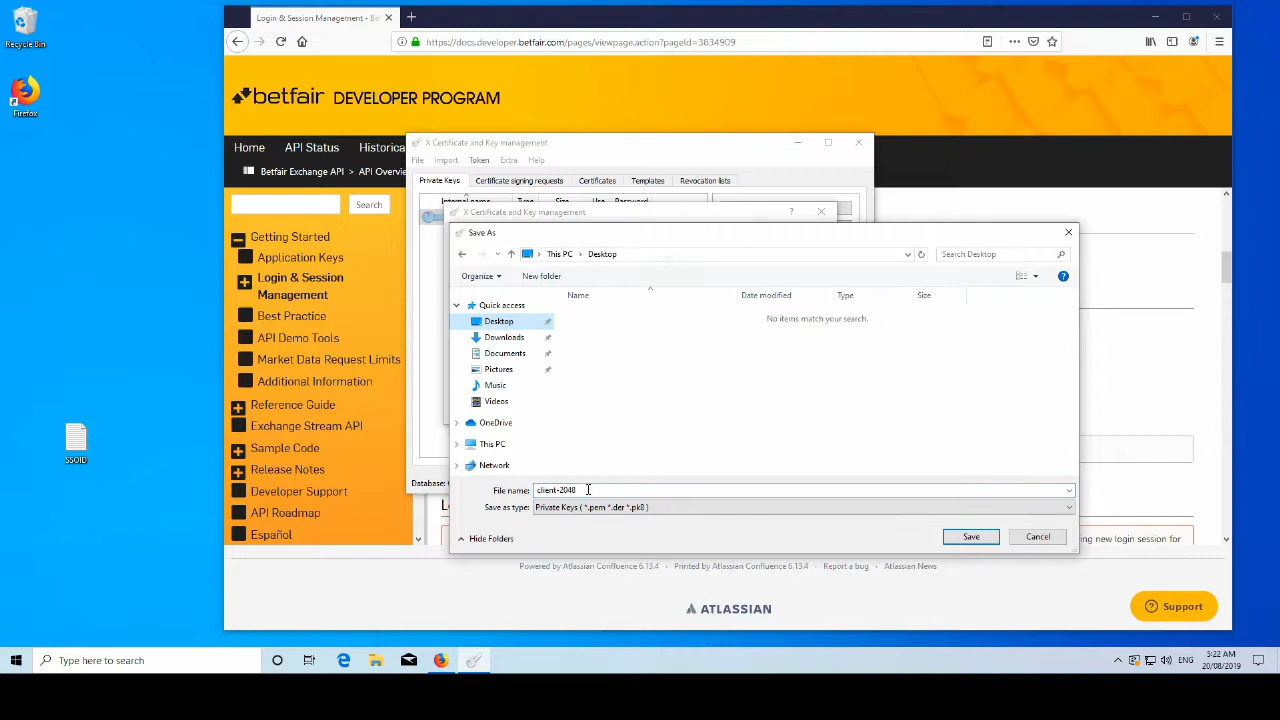 Recycle Bin
Firefox
SSOID
Login & Session Management - Be
https://docs.developer.betfair.com/pages/viewpage.action?pageId=3834909
betfair DEVELOPER PROGRAM
Home API Status Historica
Betfair Exchange API > API Overvie
Search
Getting Started
Application Keys
Login & Session
Management
Best Practice
API Demo Tools
Market Data Request Limits
Additional Information
Reference Guide
Exchange Stream API
Sample Code
Release Notes
Developer Support
API Roadmap
Español
X Certificate and Key management
File Import Token Extra Help
Private Keys Certificate signing requests Certificates Templates Revocation lists
Internal name Type Size Use Password
Database:
X Certificate and Key management
Save As
This PC > Desktop
Search Desktop
Organize New folder
Name Date modified Type Size
No items match your search.
Quick access
Desktop
Downloads
Documents
Pictures
Music
Videos
OneDrive
This PC
Network
File name: client-2048
Save as type: Private Keys ( *.pem *.der *.pk8 )
Hide Folders Save Cancel
ing new login session for
Powered by Atlassian Confluence 6.13.4 · Printed by Atlassian Confluence 6.13.4 · Report a bug · Atlassian News
ATLASSIAN
Support
Type here to search
ENG
5:22 AM
20/08/2019